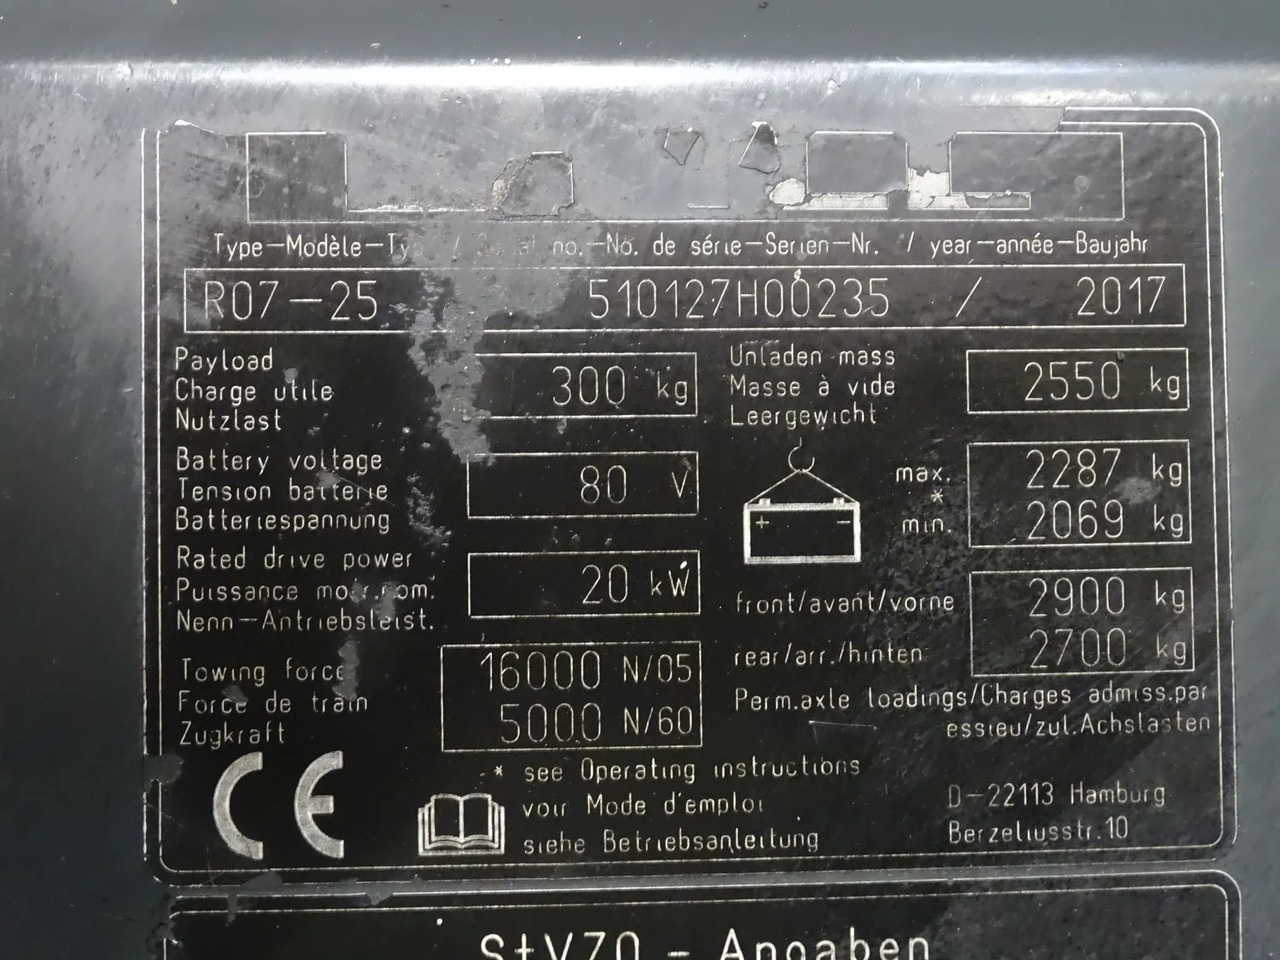 Type-Modèle-Ty / no.-No. de série-Serien-Nr. / year-année-Baujahr
R07-25 510127H00235 / 2017
Payload
Charge utile
Nutzlast
300 kg
Unladen mass
Masse à vide
Leergewicht
2550 kg
Battery voltage
Tension batterie
Batteriespannung
80 V
max. 2287 kg
*
min. 2069 kg
+ -
Rated drive power
Puissance mot.nom.
Nenn-Antriebsleist.
20 kW
front/avant/vorne 2900 kg
rear/arr./hinten 2700 kg
Perm.axle loadings/Charges admiss.par
essieu/zul.Achslasten
Towing force
Force de train
Zugkraft
16000 N/05
5000 N/60
CE
* see Operating instructions
voir Mode d'emploi
siehe Betriebsanleitung
D-22113 Hamburg
Berzeliusstr.10
StVZO - Angaben